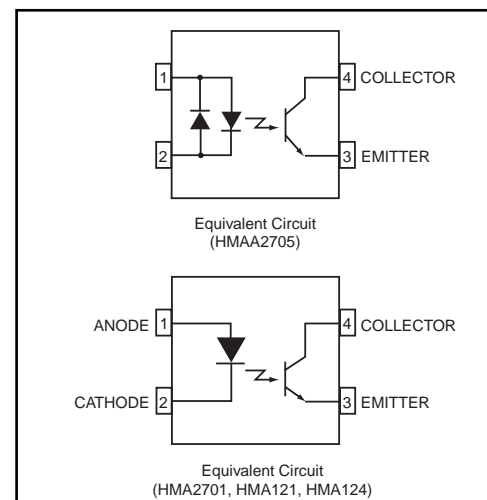 1
4 COLLECTOR
2
3 EMITTER
Equivalent Circuit
(HMAA2705)
ANODE 1
4 COLLECTOR
CATHODE 2
3 EMITTER
Equivalent Circuit
(HMA2701, HMA121, HMA124)